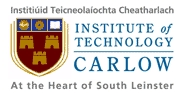 Institiúid Teicneolaíochta Cheatharlach
INSTITUTE of
TECHNOLOGY
CARLOW
At the Heart of South Leinster